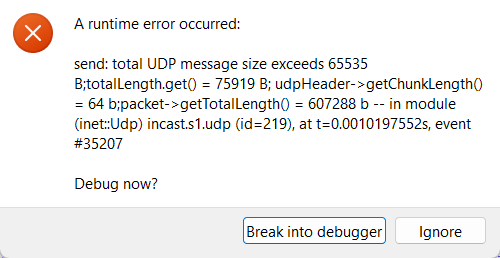 A runtime error occurred:
send: total UDP message size exceeds 65535
B;totalLength.get() = 75919 B; udpHeader->getChunkLength()
= 64 b;packet->getTotalLength() = 607288 b -- in module
(inet::Udp) incast.s1.udp (id=219), at t=0.0010197552s, event
#35207
Debug now?
Break into debugger
Ignore